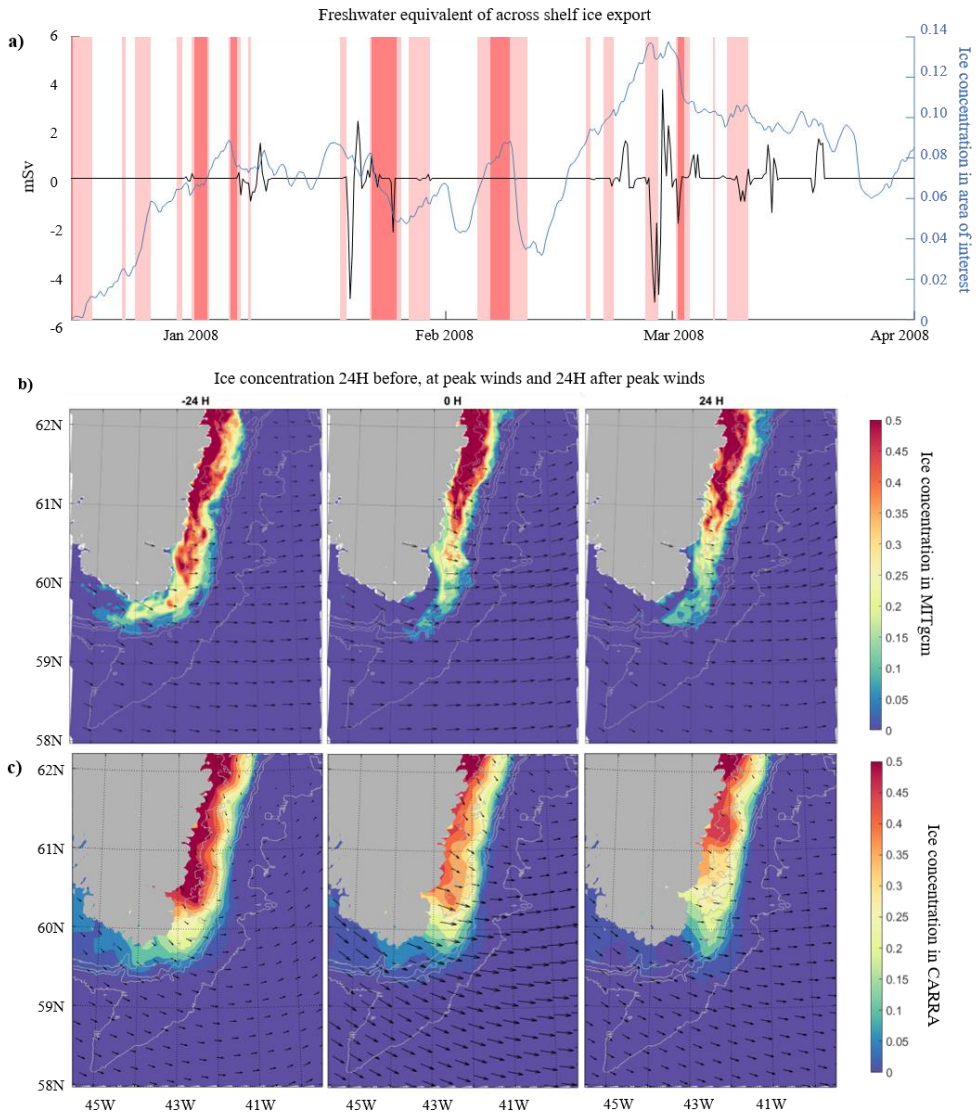 Freshwater equivalent of across shelf ice export
a)
6
4
2
0
-2
-4
-6
mSv
0.14
0.12
0.10
0.08
0.06
0.04
0.02
0
Ice concentration in area of interest
Jan 2008
Feb 2008
Mar 2008
Apr 2008
b)
Ice concentration 24H before, at peak winds and 24H after peak winds
-24 H
0 H
24 H
62N
61N
60N
59N
58N
0.5
0.45
0.4
0.35
0.3
0.25
0.2
0.15
0.1
0.05
0
Ice concentration in MITgcm
c)
62N
61N
60N
59N
58N
0.5
0.45
0.4
0.35
0.3
0.25
0.2
0.15
0.1
0.05
0
Ice concentration in CARRA
45W
43W
41W
45W
43W
41W
45W
43W
41W